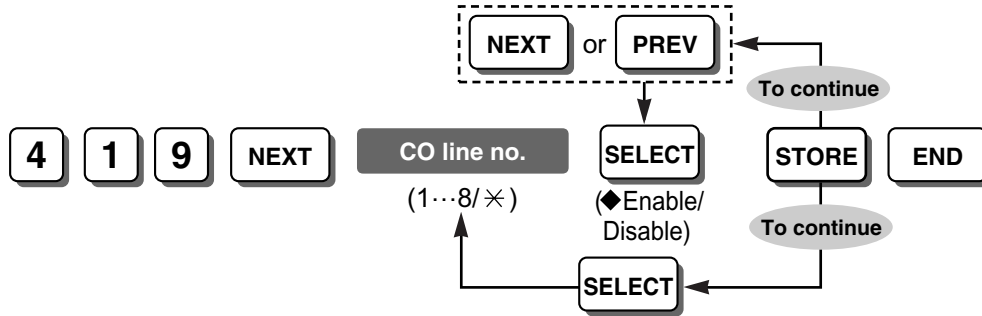 NEXT or PREV
To continue
4 1 9 NEXT CO line no. SELECT STORE END
(1···8/✳) (◆Enable/
Disable)
To continue
SELECT